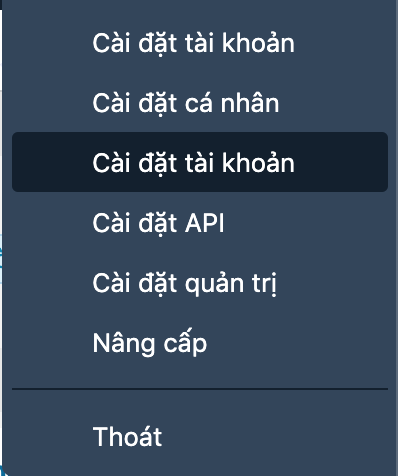 Cài đặt tài khoản
Cài đặt cá nhân
Cài đặt tài khoản
Cài đặt API
Cài đặt quản trị
Nâng cấp
Thoát